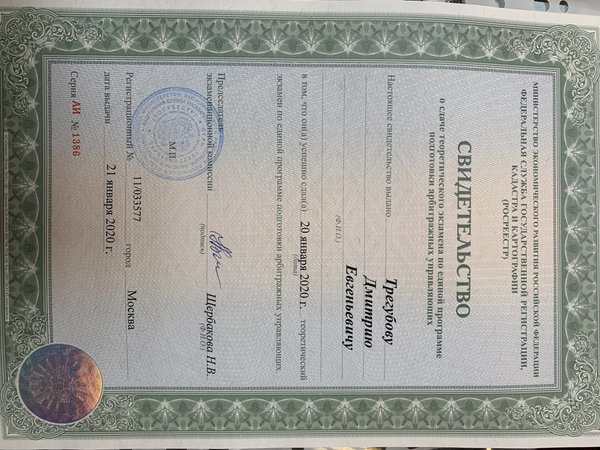 МИНИСТЕРСТВО ЭКОНОМИЧЕСКОГО РАЗВИТИЯ РОССИЙСКОЙ ФЕДЕРАЦИИ
ФЕДЕРАЛЬНАЯ СЛУЖБА ГОСУДАРСТВЕННОЙ РЕГИСТРАЦИИ,
КАДАСТРА И КАРТОГРАФИИ
(РОСРЕЕСТР)
СВИДЕТЕЛЬСТВО
о сдаче теоретического экзамена по единой программе
подготовки арбитражных управляющих
Настоящее свидетельство выдано
Трегубову
Дмитрию
Евгеньевичу
(Ф.И.О.)
в том, что он(а) успешно сдал(а) 20 января 2020 г. теоретический
(дата)
экзамен по единой программе подготовки арбитражных управляющих.
Председатель
экзаменационной комиссии
Щербакова Н.В.
(подпись)
(Ф.И.О.)
М.П.
Регистрационный № 11/033577 город Москва
дата выдачи 21 января 2020 г.
Серия АИ № 1386